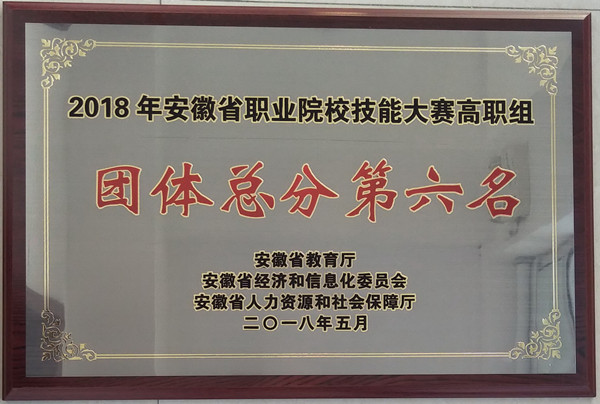 2018年安徽省职业院校技能大赛高职组
团体总分第六名
安徽省教育厅
安徽省经济和信息化委员会
安徽省人力资源和社会保障厅
二〇一八年五月